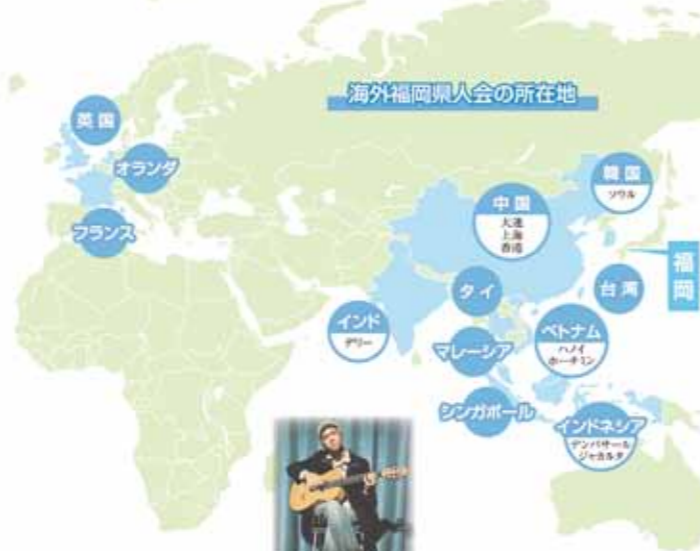 海外福岡県人会の所在地
英国
オランダ
フランス
中国
大連
上海
香港
韓国
ソウル
福岡
台湾
タイ
インド
デリー
マレーシア
ベトナム
ハノイ
ホーチミン
シンガポール
インドネシア
デンパサール
ジャカルタ